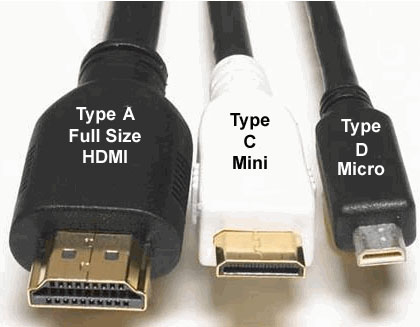 Type A
Full Size
HDMI
Type
C
Mini
Type
D
Micro